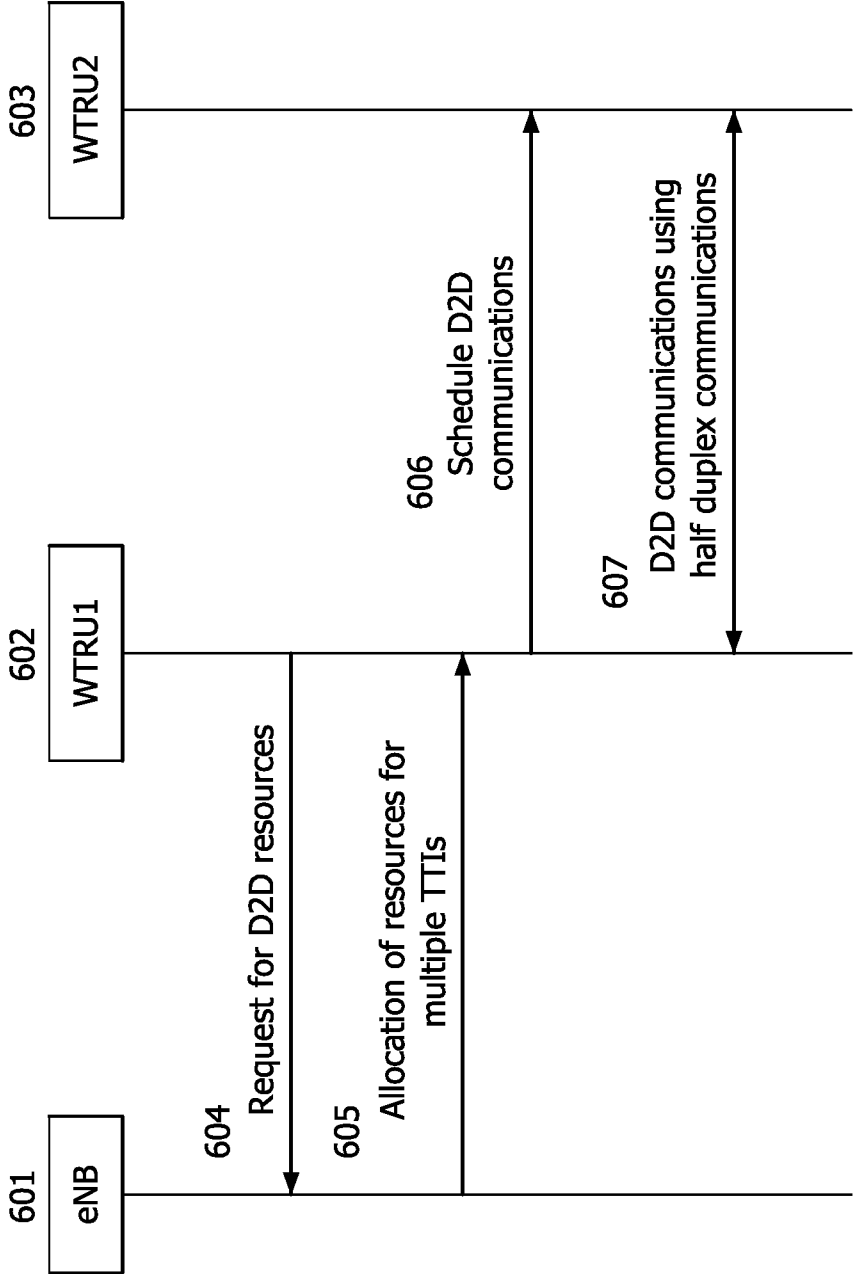 601
eNB
602
WTRU1
603
WTRU2
604
Request for D2D resources
605
Allocation of resources for
multiple TTIs
606
Schedule D2D
communications
607
D2D communications using
half duplex communications